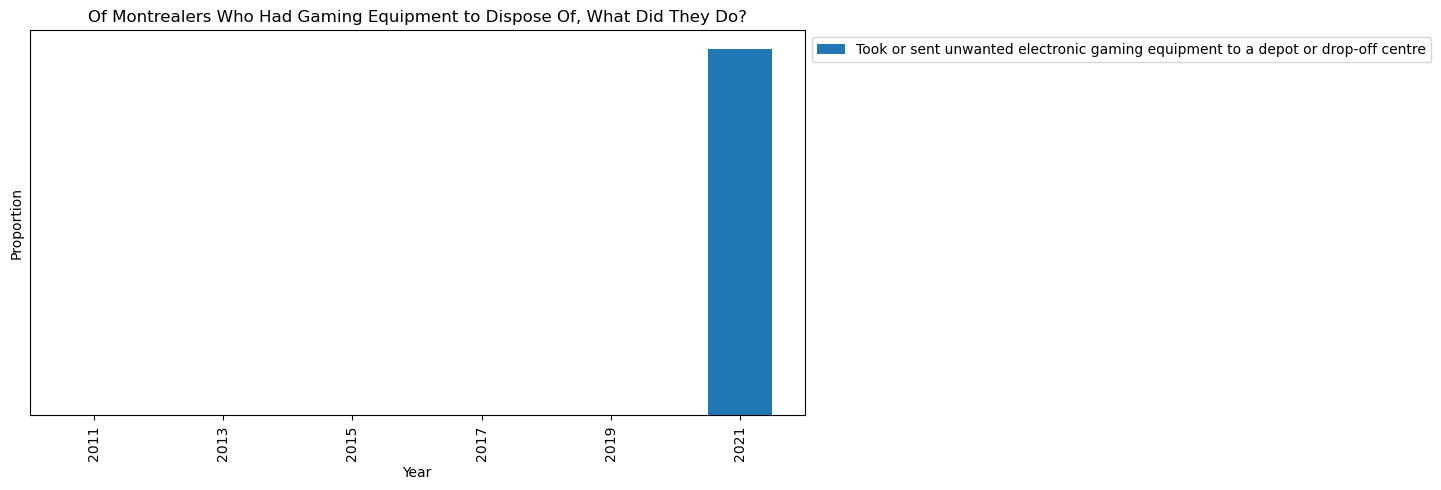 Of Montrealers Who Had Gaming Equipment to Dispose Of, What Did They Do?
Took or sent unwanted electronic gaming equipment to a depot or drop-off centre
Proportion
2011
2013
2015
2017
2019
2021
Year